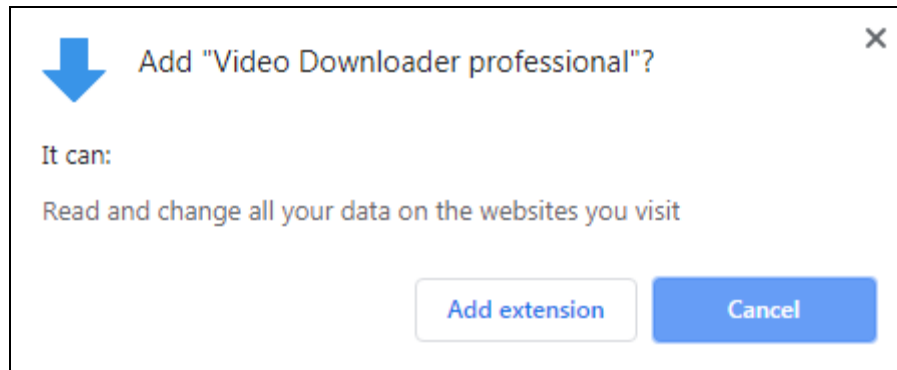 Add "Video Downloader professional"?
It can:
Read and change all your data on the websites you visit
Add extension
Cancel